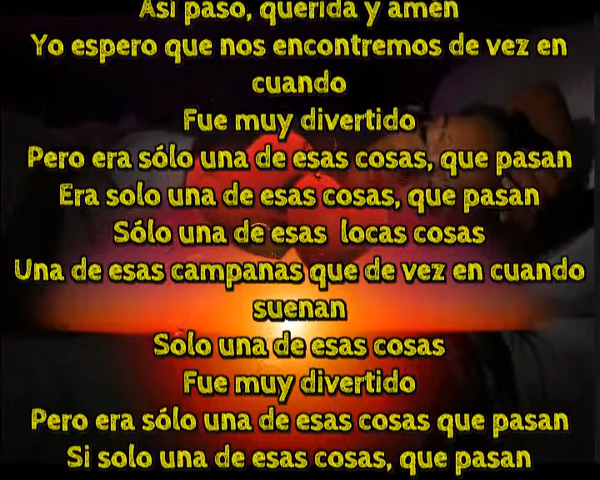 Así paso, querida y amén
Yo espero que nos encontremos de vez en
cuando
Fue muy divertido
Pero era sólo una de esas cosas, que pasan
Era solo una de esas cosas, que pasan
Sólo una de esas locas cosas
Una de esas campanas que de vez en cuando
suenan
Solo una de esas cosas
Fue muy divertido
Pero era sólo una de esas cosas que pasan
Si solo una de esas cosas, que pasan